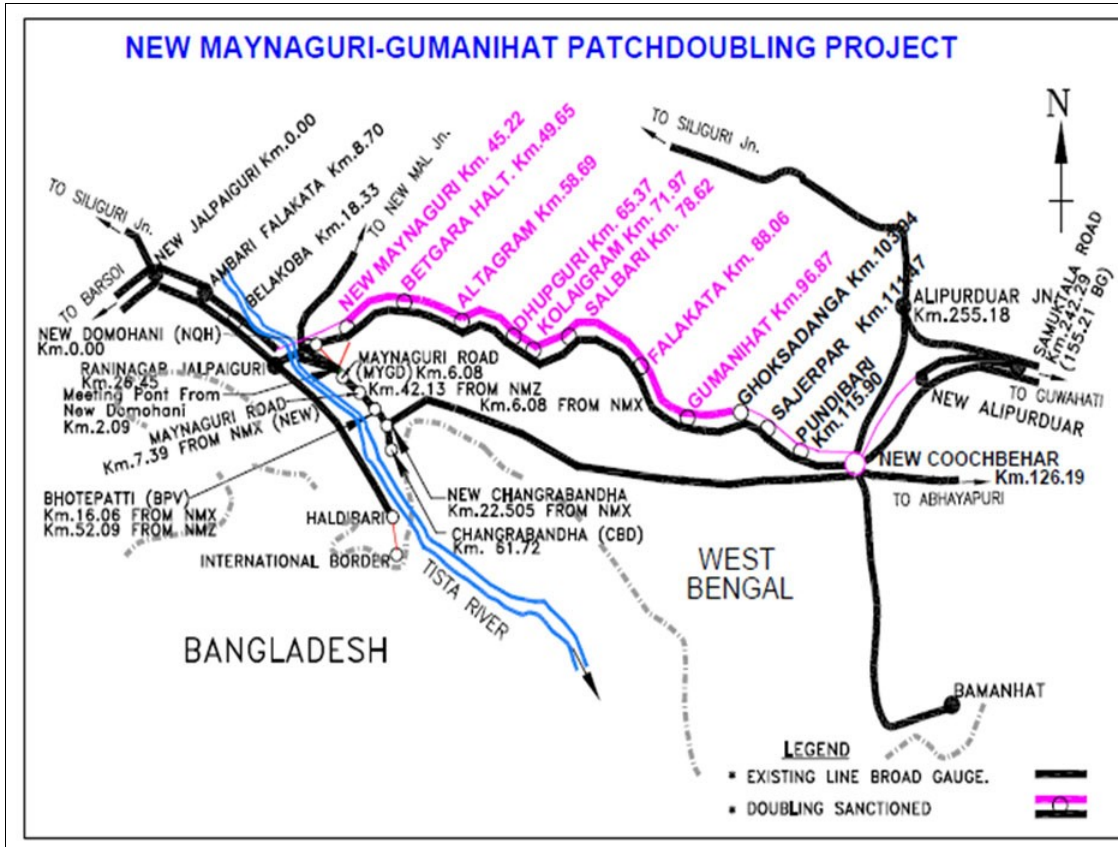 NEW MAYNAGURI-GUMANIHAT PATCHDOUBLING PROJECT
N
TO SILIGURI Jn.
TO SILIGURI Jn.
NEW JALPAIGURI Km.0.00
AMBARI FALAKATA Km.8.70
BELAKOBA Km.18.33
TO NEW MAL Jn.
NEW MAYNAGURI Km. 45.22
BETGARA HALT. Km.49.65
ALTAGRAM Km.58.69
DHUPGURI Km. 65.37
KOLAIGRAM Km. 71.97
SALBARI Km. 78.62
FALAKATA Km. 88.06
GUMANIHAT Km.96.87
GHOKSADANGA Km.103.94
SAJERPAR Km.
PUNDIBARI
Km.115.90
ALIPURDUAR JN.
Km.255.18
SAMUKTALA ROAD
Km.242.29
(155.21 BG)
TO GUWAHATI
NEW ALIPURDUAR
TO BARSOI
NEW DOMOHANI (NQH)
Km.0.00
RANINAGAR JALPAIGURI
Km.26.45
Meeting Pont From
New Domohani
Km.2.09
MAYNAGURI ROAD
Km.7.39 FROM NMX (NEW)
MAYNAGURI ROAD
(MYGD) Km.6.08
Km.42.13 FROM NMZ
Km.6.08 FROM NMX
NEW COOCHBEHAR
Km.126.19
TO ABHAYAPURI
BHOTEPATTI (BPV)
Km.16.06 FROM NMX
Km.52.09 FROM NMZ
HALDIBARI
INTERNATIONAL BORDER
NEW CHANGRABANDHA
Km.22.505 FROM NMX
CHANGRABANDHA (CBD)
Km. 61.72
TISTA RIVER
WEST
BENGAL
BANGLADESH
BAMANHAT
LEGEND
EXISTING LINE BROAD GAUGE.
DOUBLING SANCTIONED